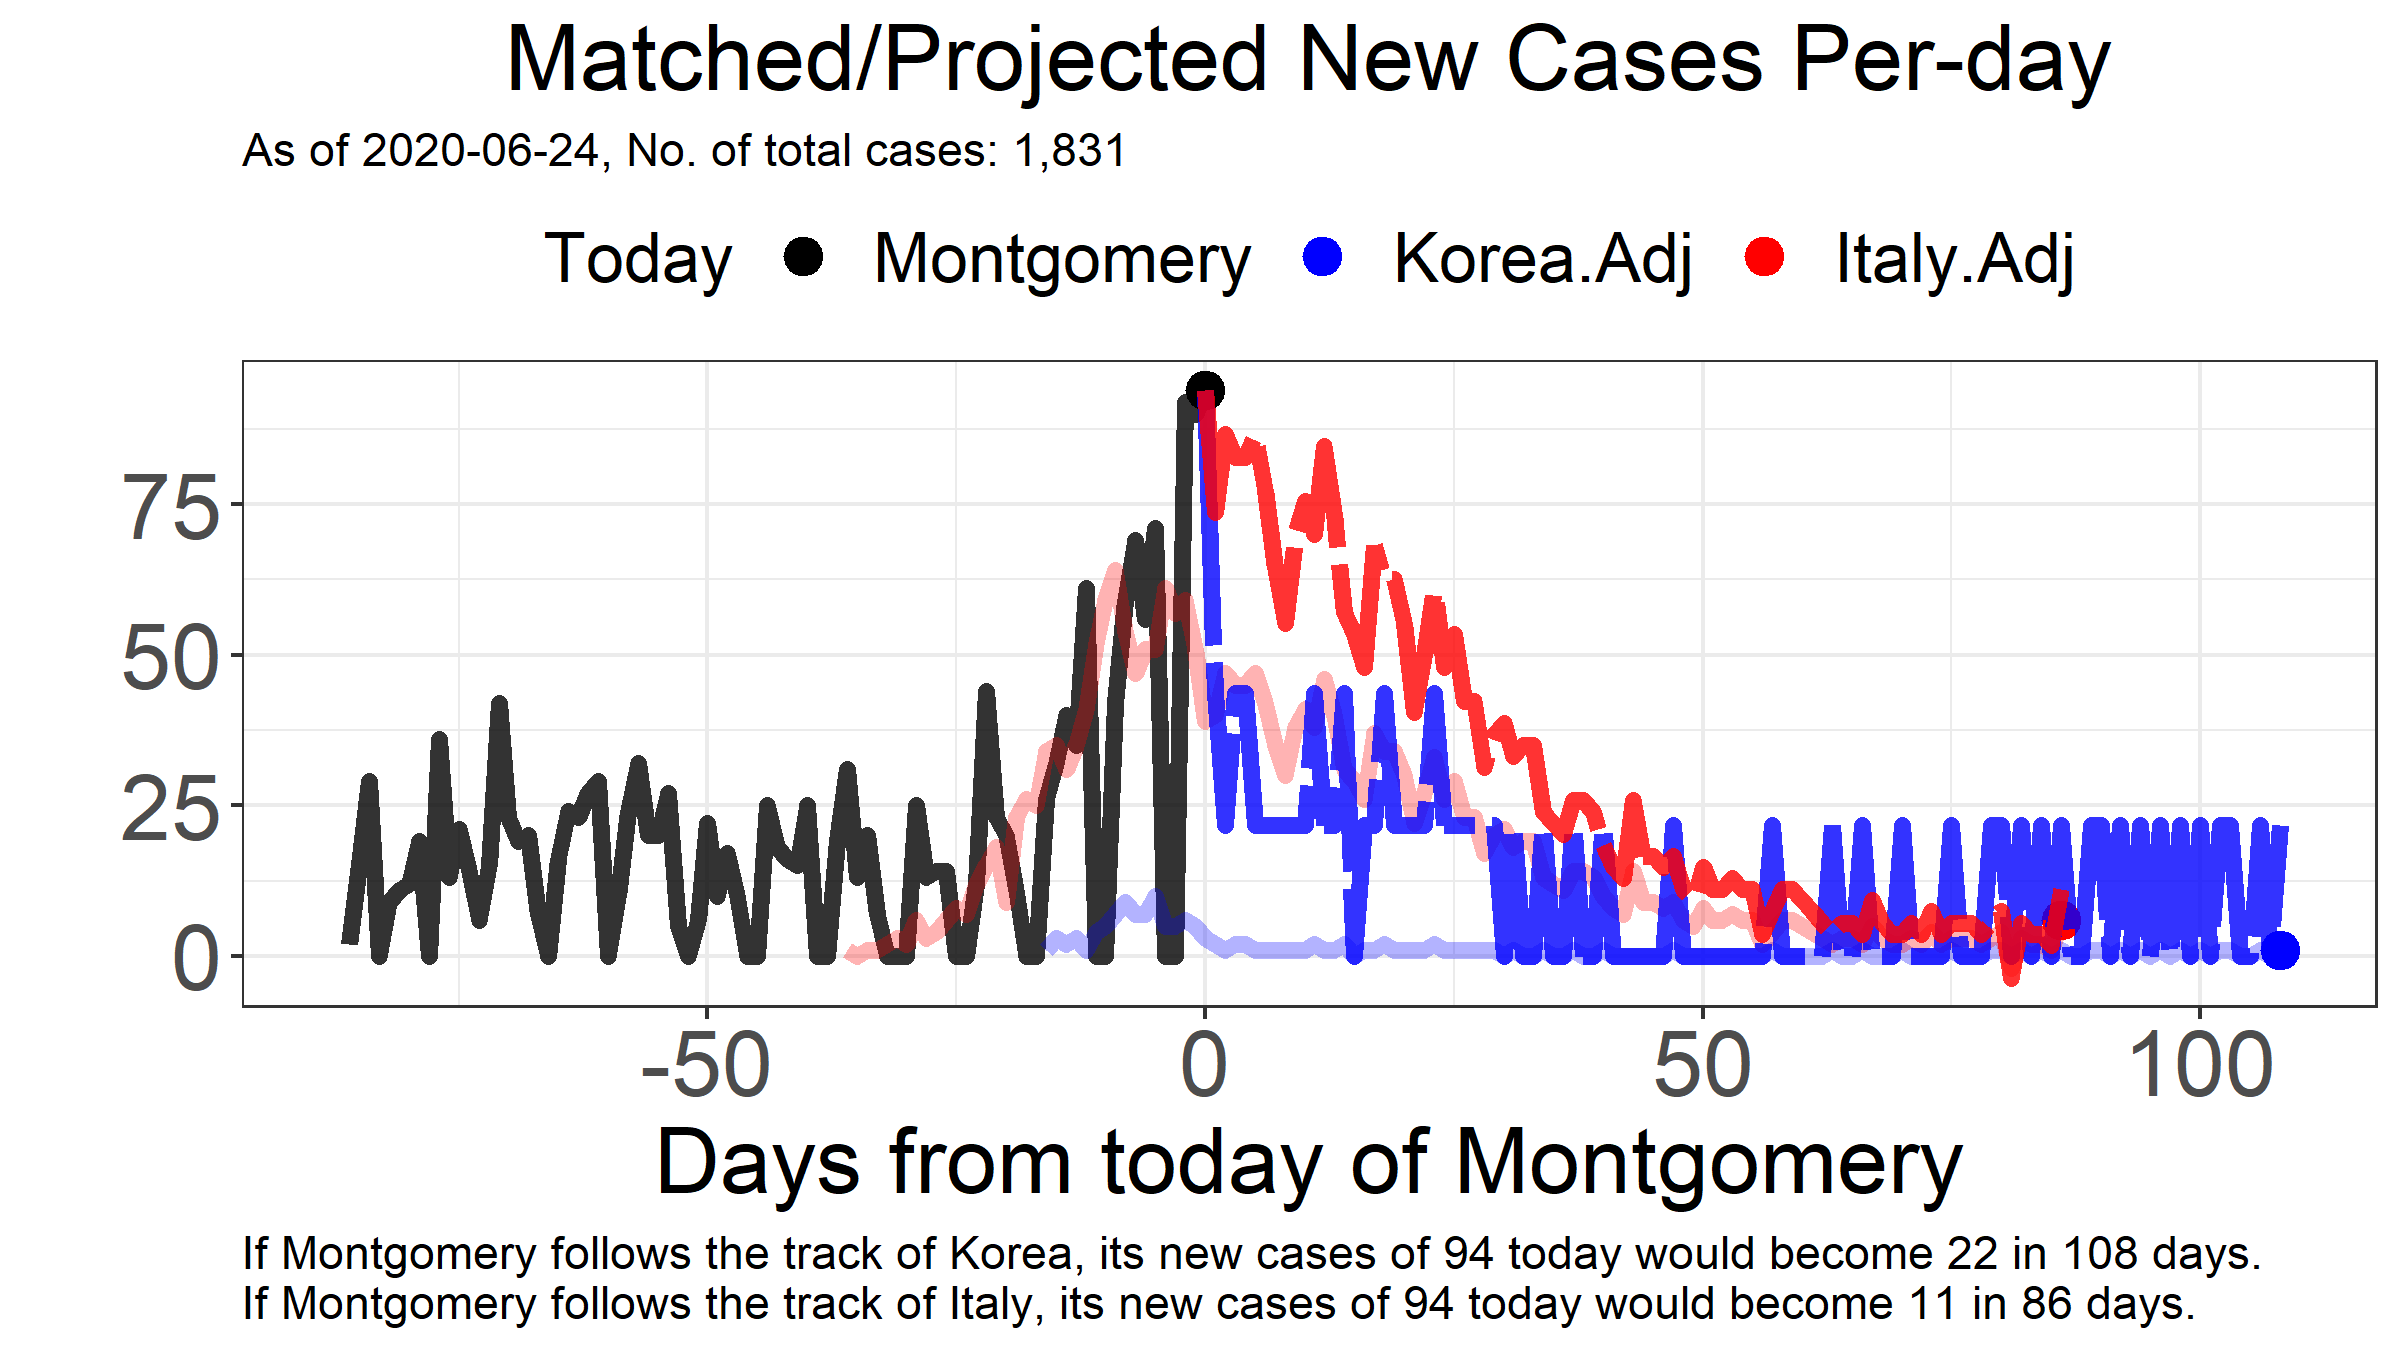 Matched/Projected New Cases Per-day
As of 2020-06-24, No. of total cases: 1,831
Today Montgomery Korea.Adj Italy.Adj
75
50
25
0
-50 0 50 100
Days from today of Montgomery
If Montgomery follows the track of Korea, its new cases of 94 today would become 22 in 108 days.
If Montgomery follows the track of Italy, its new cases of 94 today would become 11 in 86 days.